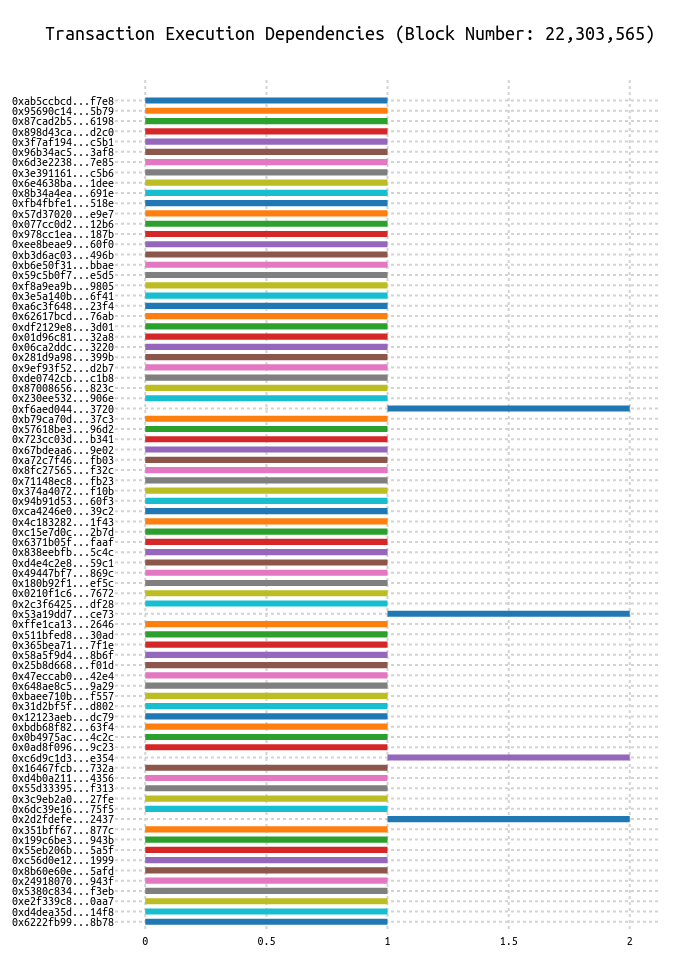 Transaction Execution Dependencies (Block Number: 22,303,565)
0xab5ccbcd...f7e8
0x95690c14...5b79
0x87cad2b5...6198
0x898d43ca...d2c0
0x3f7af194...c5b1
0x96b34ac5...3af8
0x6d3e2238...7e85
0x3e391161...c5b6
0x6e4638ba...1dee
0x8b34a4ea...691e
0xfb4fbfe1...518e
0x57d37020...e9e7
0x077cc0d2...12b6
0x978cc1ea...187b
0xee8beae9...60f0
0xb3d6ac03...496b
0xb6e50f31...bbae
0x59c5b0f7...e5d5
0xf8a9ea9b...9805
0x3e5a140b...6f41
0xa6c3f648...23f4
0x62617bcd...76ab
0xdf2129e8...3d01
0x01d96c81...32a8
0x06ca2ddc...3220
0x281d9a98...399b
0x9ef93f52...d2b7
0xde0742cb...c1b8
0x87008656...823c
0x230ee532...906e
0xf6aed044...3720
0xb79ca70d...37c3
0x57618be3...96d2
0x723cc03d...b341
0x67bdeaa6...9e02
0xa72c7f46...fb03
0x8fc27565...f32c
0x71148ec8...fb23
0x374a4072...f10b
0x94b91d53...60f3
0xca4246e0...39c2
0x4c183282...1f43
0xc15e7d0c...2b7d
0x6371b05f...faaf
0x838eebfb...5c4c
0xd4e4c2e8...59c1
0x49447bf7...869c
0x180b92f1...ef5c
0x0210f1c6...7672
0x2c3f6425...df28
0x53a19dd7...ce73
0xffe1ca13...2646
0x511bfed8...30ad
0x365bea71...7f1e
0x58a5f9d4...8b6f
0x25b8d668...f01d
0x47eccab0...42e4
0x648ae8c5...9a29
0xbaee710b...f557
0x31d2bf5f...d802
0x12123aeb...dc79
0xbdb68f82...63f4
0x0b4975ac...4c2c
0x0ad8f096...9c23
0xc6d9c1d3...e354
0x16467fcb...732a
0xd4b0a211...4356
0x55d33395...f313
0x3c9eb2a0...27fe
0x6dc39e16...75f5
0x2d2fdefe...2437
0x351bff67...877c
0x199c6be3...943b
0x55eb206b...5a5f
0xc56d0e12...1999
0x8b60e60e...5afd
0x24918070...943f
0x5380c834...f3eb
0xe2f339c8...0aa7
0xd4dea35d...14f8
0x6222fb99...8b78
0 0.5 1 1.5 2